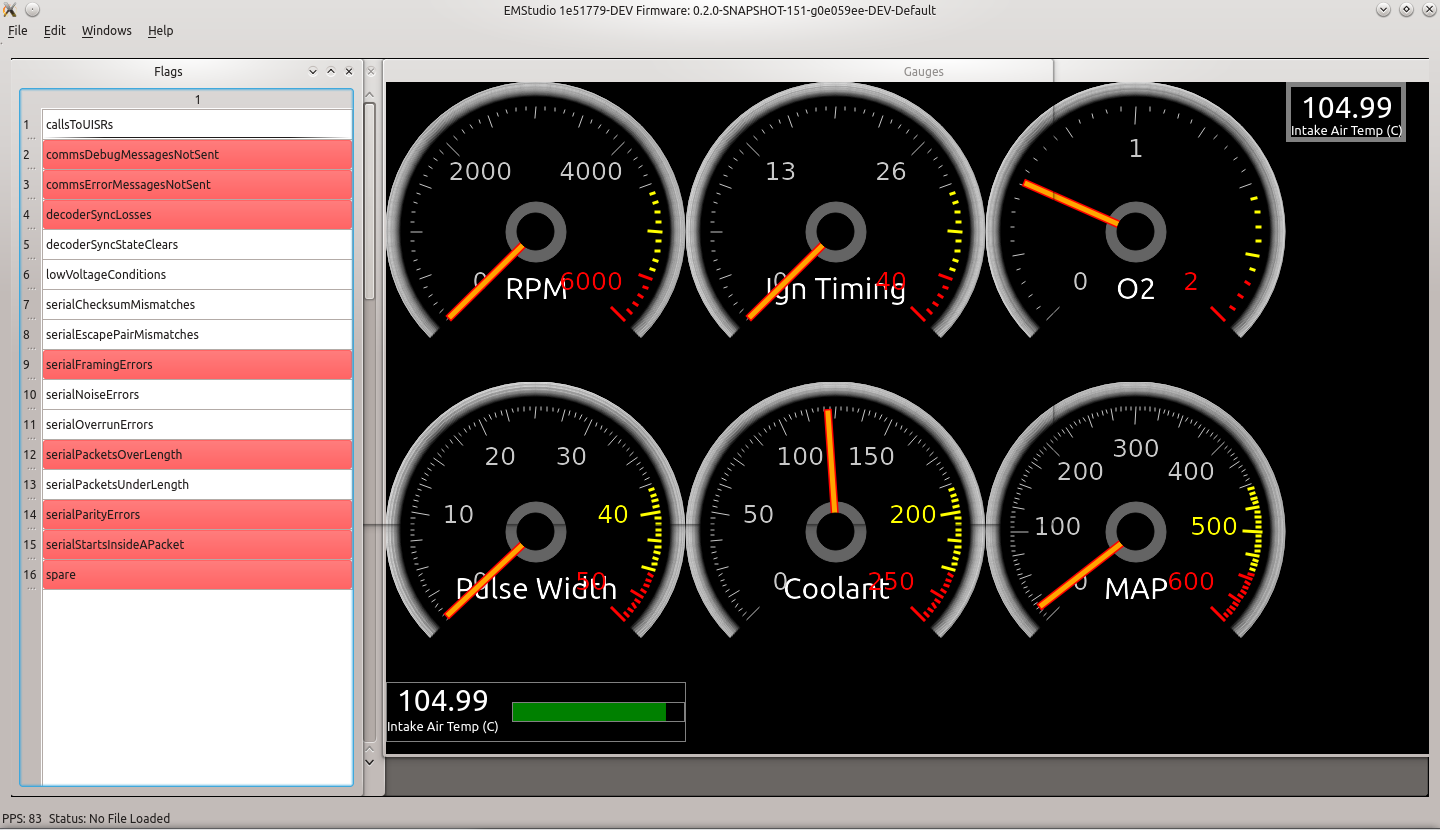 EMStudio 1e51779-DEV Firmware: 0.2.0-SNAPSHOT-151-g0e059ee-DEV-Default
File Edit Windows Help
Flags
1
1 callsToUISRs
2 commsDebugMessagesNotSent
3 commsErrorMessagesNotSent
4 decoderSyncLosses
5 decoderSyncStateClears
6 lowVoltageConditions
7 serialChecksumMismatches
8 serialEscapePairMismatches
9 serialFramingErrors
10 serialNoiseErrors
11 serialOverrunErrors
12 serialPacketsOverLength
13 serialPacketsUnderLength
14 serialParityErrors
15 serialStartsInsideAPacket
16 spare
Gauges
2000 4000
0 6000
RPM
13 26
0 40
Ign Timing
1
0 2
O2
104.99
Intake Air Temp (C)
20 30
10 40
0 50
Pulse Width
100 150
50 200
0 250
Coolant
300
200 400
100 500
0 600
MAP
104.99
Intake Air Temp (C)
PPS: 83 Status: No File Loaded